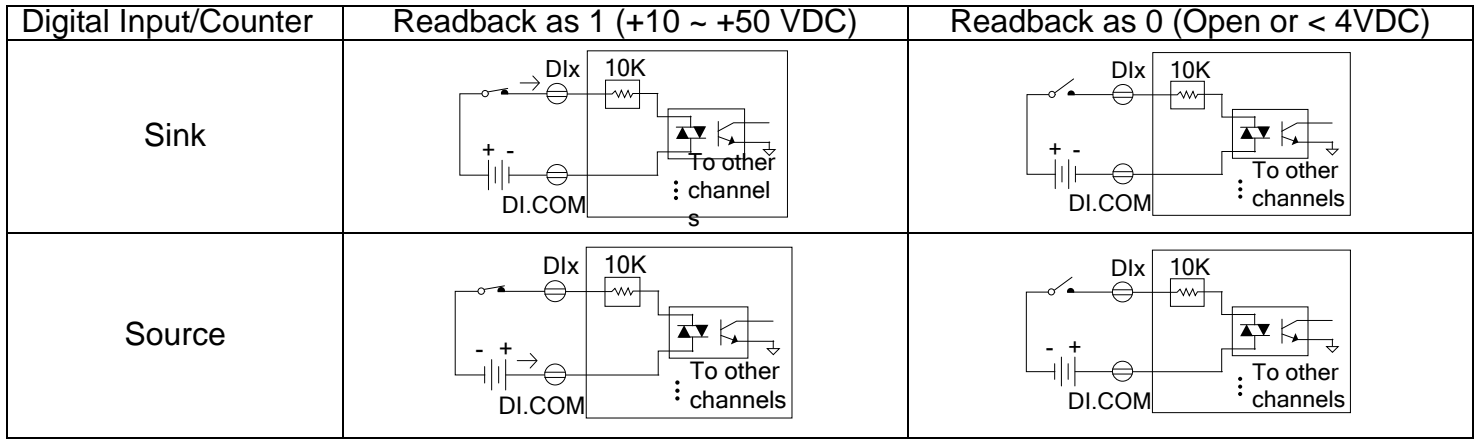 Digital Input/Counter
Readback as 1 (+10 ~ +50 VDC)
Readback as 0 (Open or < 4VDC)
Sink
DIx
10K
+ -
To other
channel
s
DI.COM
DIx
10K
+ -
To other
channels
DI.COM
Source
DIx
10K
- +
To other
channels
DI.COM
DIx
10K
- +
To other
channels
DI.COM